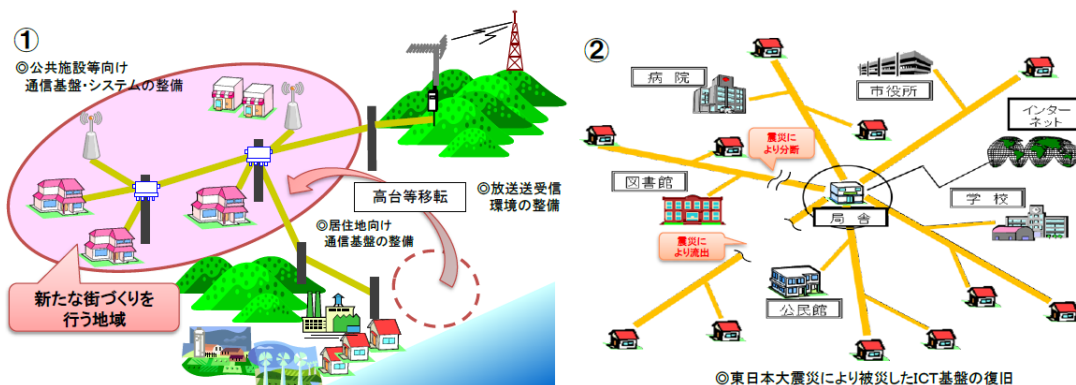 ①
◎公共施設等向け
通信基盤・システムの整備
高台等移転
◎放送送受信
環境の整備
◎居住地向け
通信基盤の整備
新たな街づくりを
行う地域
②
病院
市役所
インター
ネット
震災に
より分断
図書館
局舎
学校
震災に
より流出
公民館
◎東日本大震災により被災したICT基盤の復旧